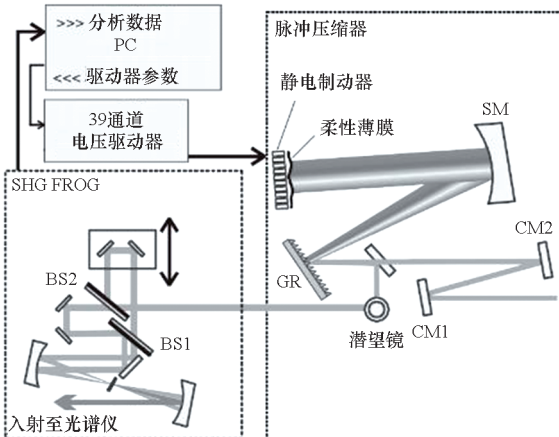 >>> 分析数据
PC
<<< 驱动器参数
39通道
电压驱动器
SHG FROG
BS2
BS1
入射至光谱仪
脉冲压缩器
静电制动器
柔性薄膜
SM
GR
CM2
CM1
潜望镜